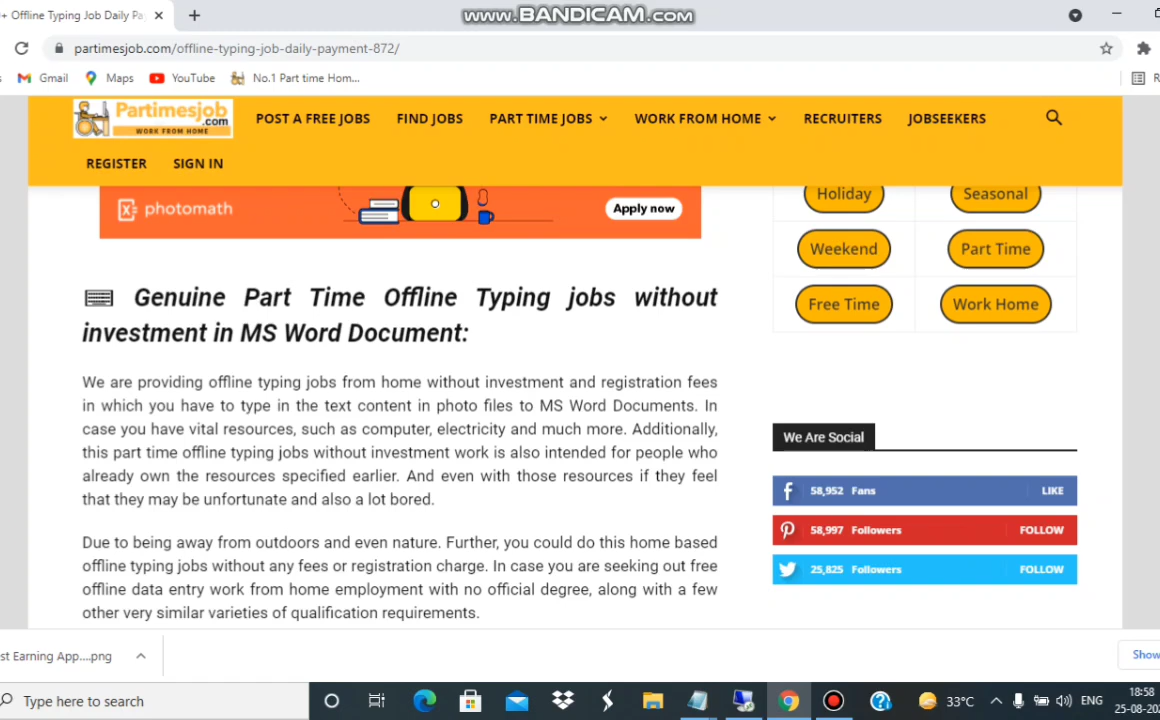 www.BANDICAM.com
Offline Typing Job Daily Pa
partimesjob.com/offline-typing-job-daily-payment-872/
Gmail Maps YouTube No.1 Part time Hom...
Partimesjob
.com
WORK FROM HOME
POST A FREE JOBS FIND JOBS PART TIME JOBS WORK FROM HOME RECRUITERS JOBSEEKERS
REGISTER SIGN IN
photomath Apply now
Holiday Seasonal
Weekend Part Time
Free Time Work Home
Genuine Part Time Offline Typing jobs without
investment in MS Word Document:
We are providing offline typing jobs from home without investment and registration fees
in which you have to type in the text content in photo files to MS Word Documents. In
case you have vital resources, such as computer, electricity and much more. Additionally,
this part time offline typing jobs without investment work is also intended for people who
already own the resources specified earlier. And even with those resources if they feel
that they may be unfortunate and also a lot bored.
Due to being away from outdoors and even nature. Further, you could do this home based
offline typing jobs without any fees or registration charge. In case you are seeking out free
offline data entry work from home employment with no official degree, along with a few
other very similar varieties of qualification requirements.
We Are Social
58,952 Fans LIKE
58,997 Followers FOLLOW
25,825 Followers FOLLOW
st Earning App....png
Show
Type here to search
33°C ENG
18:58
25-08-202